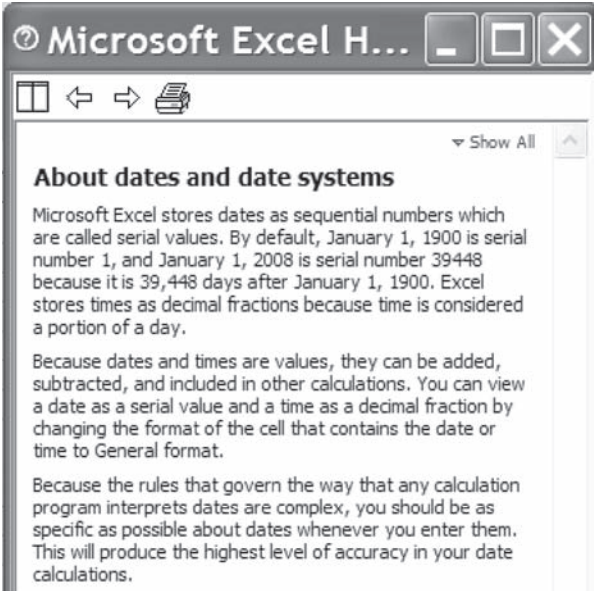 Microsoft Excel H...
Show All
About dates and date systems
Microsoft Excel stores dates as sequential numbers which
are called serial values. By default, January 1, 1900 is serial
number 1, and January 1, 2008 is serial number 39448
because it is 39,448 days after January 1, 1900. Excel
stores times as decimal fractions because time is considered
a portion of a day.
Because dates and times are values, they can be added,
subtracted, and included in other calculations. You can view
a date as a serial value and a time as a decimal fraction by
changing the format of the cell that contains the date or
time to General format.
Because the rules that govern the way that any calculation
program interprets dates are complex, you should be as
specific as possible about dates whenever you enter them.
This will produce the highest level of accuracy in your date
calculations.